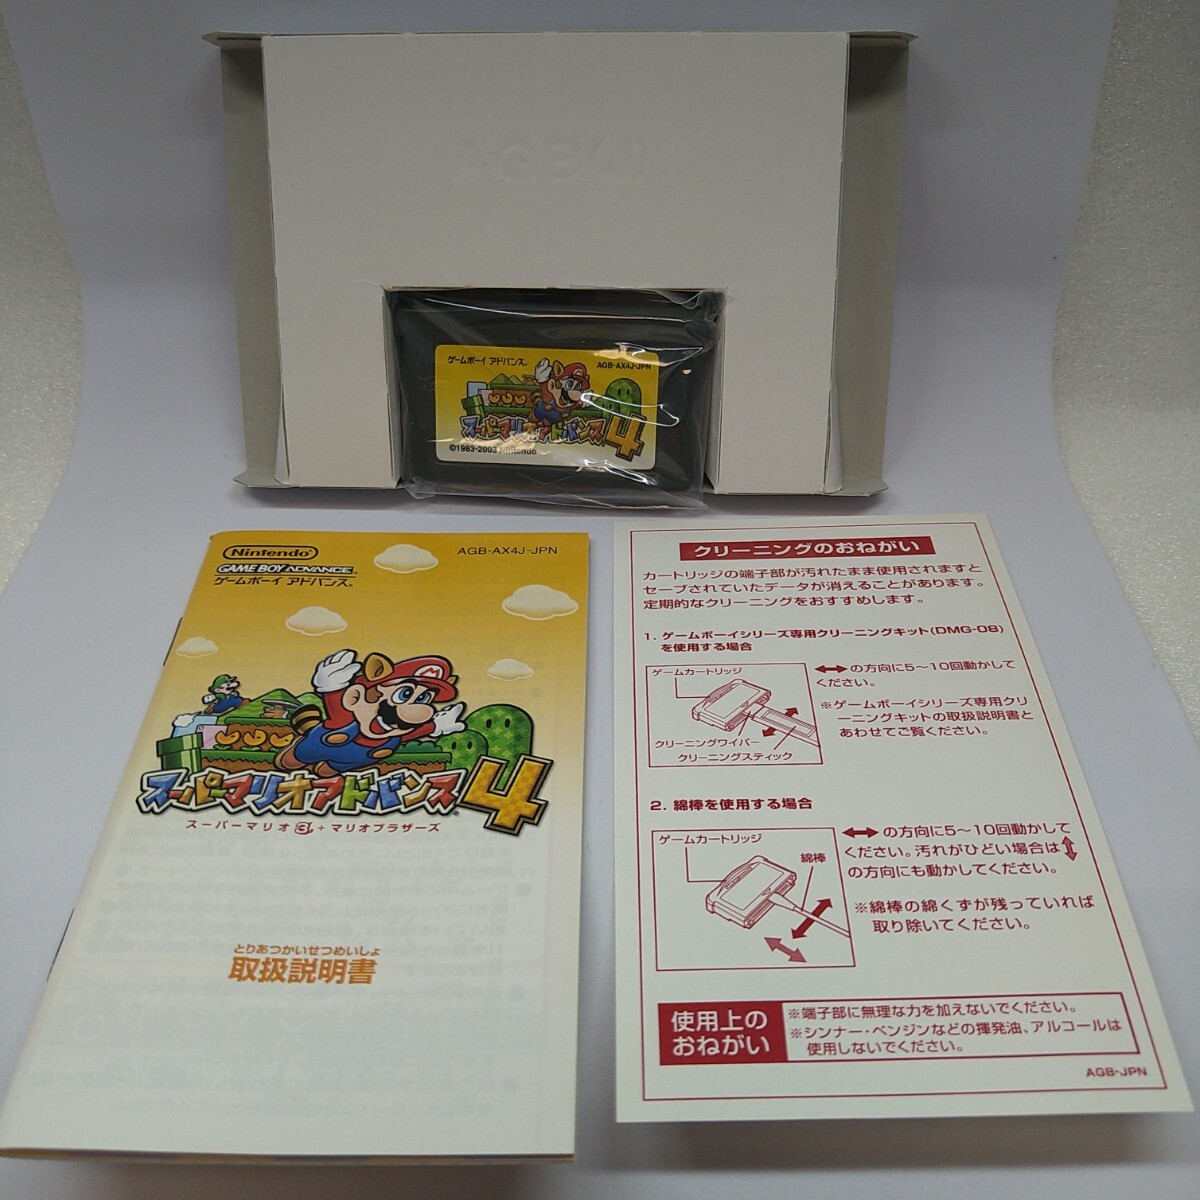 AGB
ゲームボーイ アドバンス
AGB-AX4J-JPN
スーパーマリオアドバンス4
©1983-2003 Nintendo
Nintendo
AGB-AX4J-JPN
GAME BOY ADVANCE
ゲームボーイ アドバンス
スーパーマリオアドバンス4
スーパーマリオ3+マリオブラザーズ
とりあつかいせつめいしょ
取扱説明書
クリーニングのおねがい
カートリッジの端子部が汚れたまま使用されますと
セーブされていたデータが消えることがあります。
定期的なクリーニングをおすすめします。
1. ゲームボーイシリーズ専用クリーニングキット(DMG-08)
を使用する場合
ゲームカートリッジ
クリーニングワイパー
クリーニングスティック
↔の方向に5〜10回動かして
ください。
※ゲームボーイシリーズ専用クリ
ーニングキットの取扱説明書と
あわせてご覧ください。
2. 綿棒を使用する場合
ゲームカートリッジ
綿棒
↔の方向に5〜10回動かして
ください。汚れがひどい場合は↕
の方向にも動かしてください。
※綿棒の綿くずが残っていれば
取り除いてください。
使用上の
おねがい
※端子部に無理な力を加えないでください。
※シンナー・ベンジンなどの揮発油、アルコールは
使用しないでください。
AGB-JPN